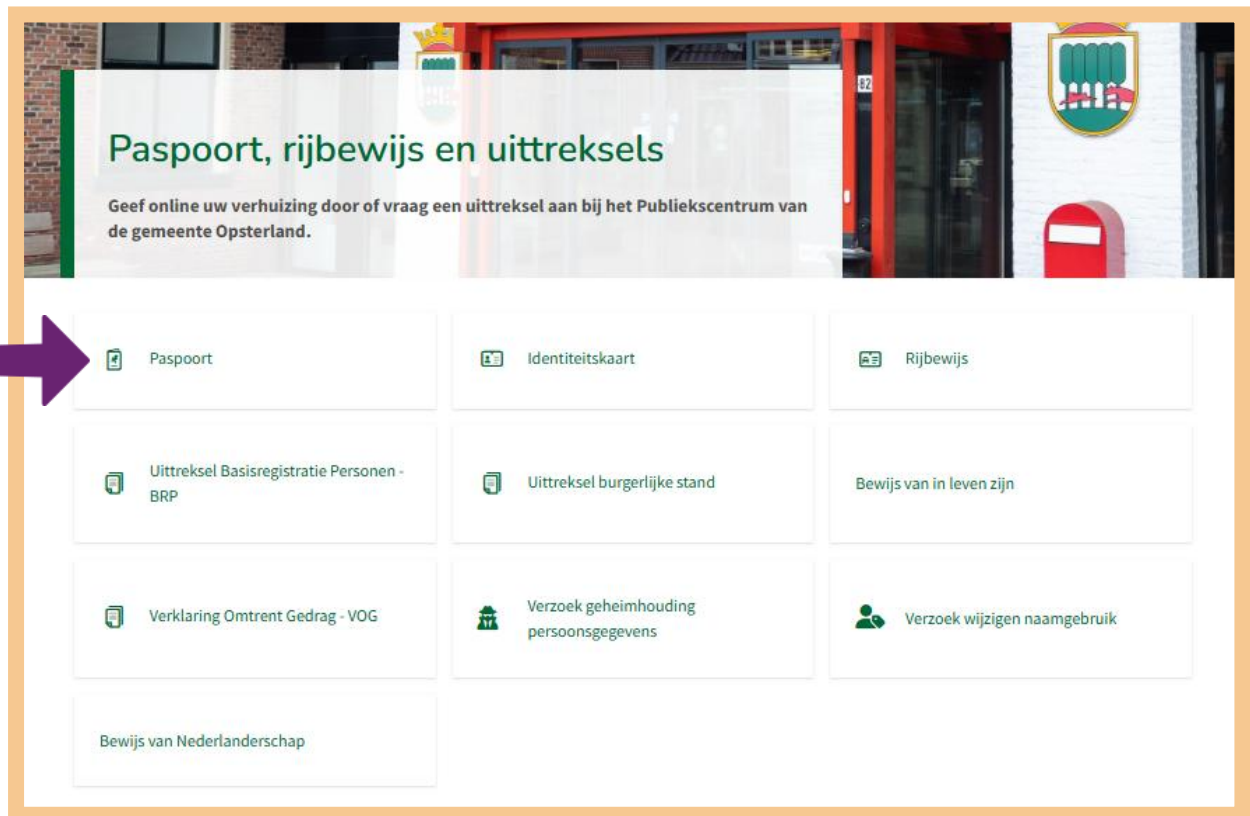 82
Paspoort, rijbewijs en uittreksels
Geef online uw verhuizing door of vraag een uittreksel aan bij het Publiekscentrum van
de gemeente Opsterland.
Paspoort
Identiteitskaart
Rijbewijs
Uittreksel Basisregistratie Personen -
BRP
Uittreksel burgerlijke stand
Bewijs van in leven zijn
Verklaring Omtrent Gedrag - VOG
Verzoek geheimhouding
persoonsgegevens
Verzoek wijzigen naamgebruik
Bewijs van Nederlanderschap